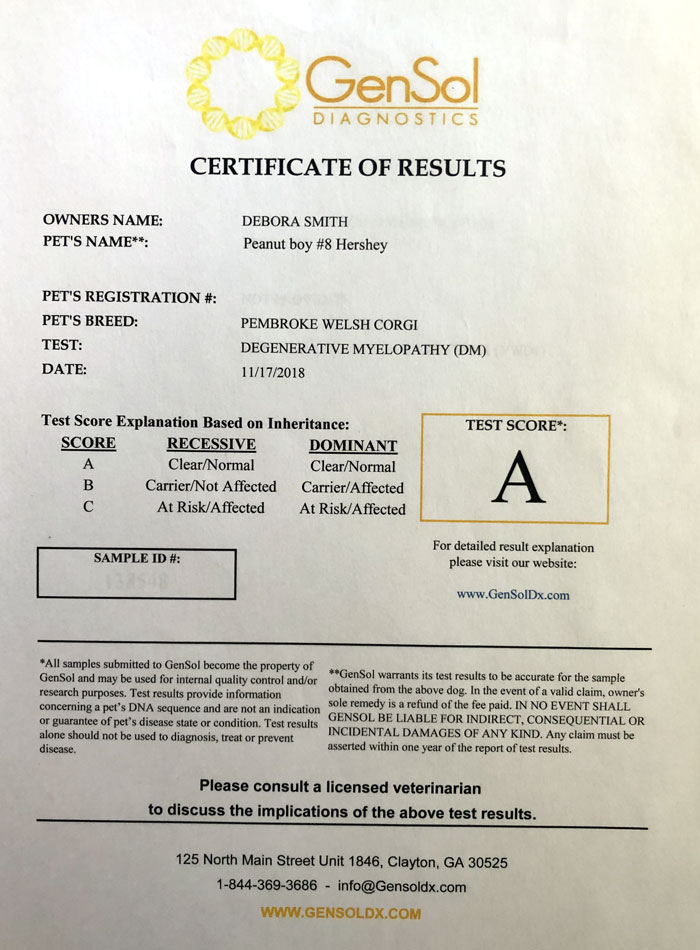 GenSol
DIAGNOSTICS
CERTIFICATE OF RESULTS
OWNERS NAME: DEBORA SMITH
PET'S NAME**: Peanut boy #8 Hershey
PET'S REGISTRATION #:
PET'S BREED: PEMBROKE WELSH CORGI
TEST: DEGENERATIVE MYELOPATHY (DM)
DATE: 11/17/2018
Test Score Explanation Based on Inheritance:
SCORE RECESSIVE DOMINANT
A Clear/Normal Clear/Normal
B Carrier/Not Affected Carrier/Affected
C At Risk/Affected At Risk/Affected
TEST SCORE*:
A
SAMPLE ID #:
For detailed result explanation
please visit our website:
www.GenSolDx.com
*All samples submitted to GenSol become the property of
GenSol and may be used for internal quality control and/or
research purposes. Test results provide information
concerning a pet's DNA sequence and are not an indication
or guarantee of pet's disease state or condition. Test results
alone should not be used to diagnosis, treat or prevent
disease.
**GenSol warrants its test results to be accurate for the sample
obtained from the above dog. In the event of a valid claim, owner's
sole remedy is a refund of the fee paid. IN NO EVENT SHALL
GENSOL BE LIABLE FOR INDIRECT, CONSEQUENTIAL OR
INCIDENTAL DAMAGES OF ANY KIND. Any claim must be
asserted within one year of the report of test results.
Please consult a licensed veterinarian
to discuss the implications of the above test results.
125 North Main Street Unit 1846, Clayton, GA 30525
1-844-369-3686 - info@Gensoldx.com
WWW.GENSOLDX.COM